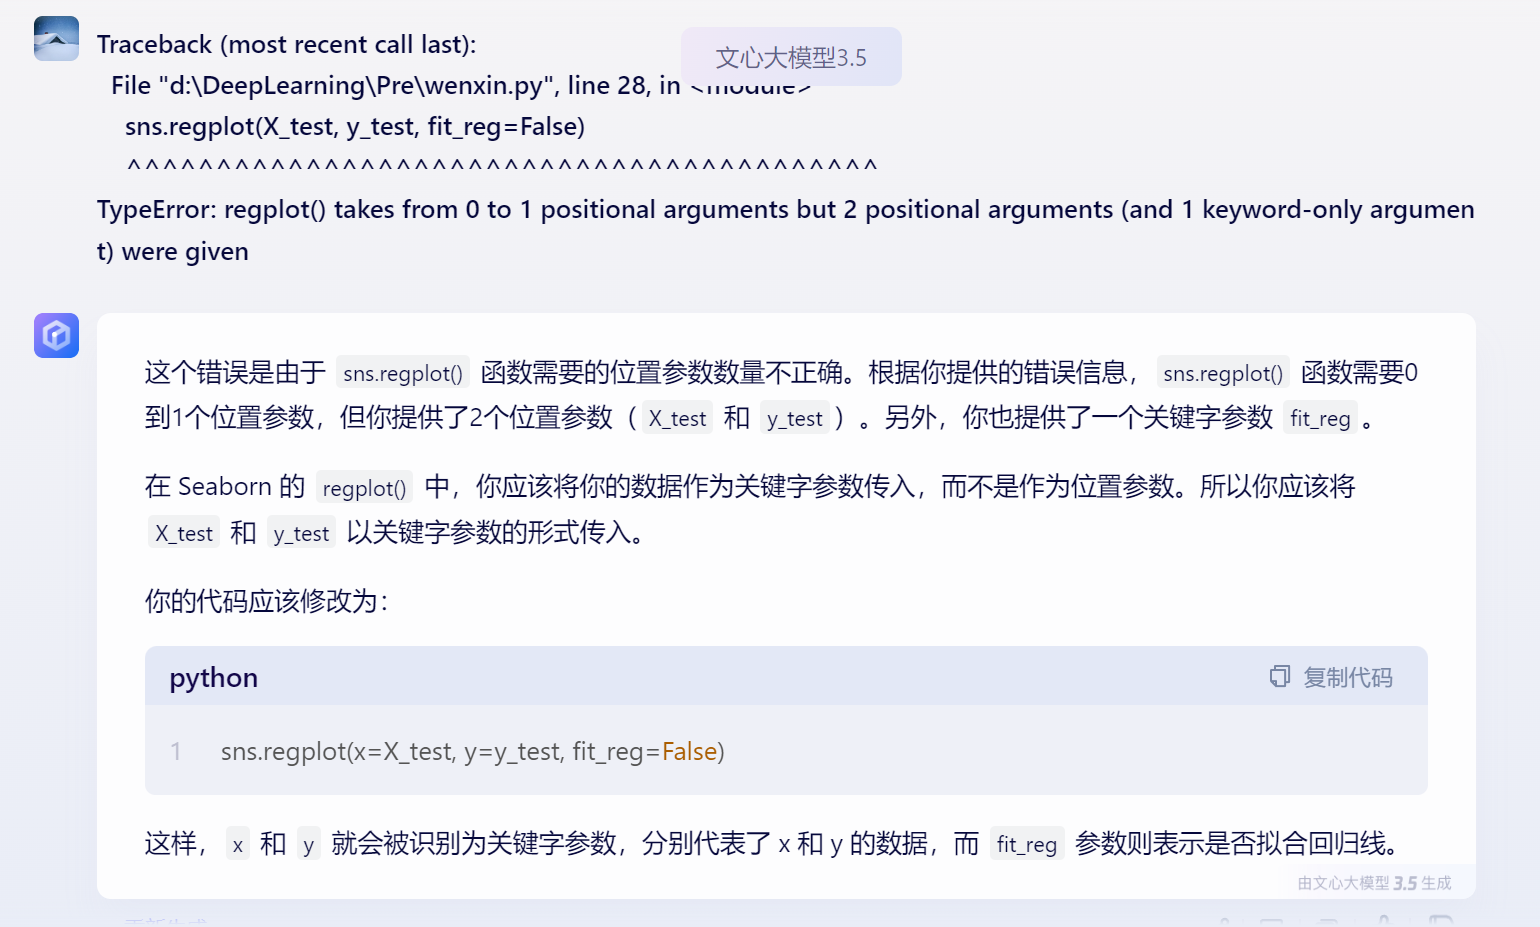 Traceback (most recent call last):
文心大模型3.5
File "d:\DeepLearning\Pre\wenxin.py", line 28, in <module>
sns.regplot(X_test, y_test, fit_reg=False)
^^^^^^^^^^^^^^^^^^^^^^^^^^^^^^^^^^^^^^^^^^
TypeError: regplot() takes from 0 to 1 positional arguments but 2 positional arguments (and 1 keyword-only argumen
t) were given
这个错误是由于 sns.regplot() 函数需要的位置参数数量不正确。根据你提供的错误信息， sns.regplot() 函数需要0
到1个位置参数，但你提供了2个位置参数（ X_test 和 y_test ）。另外，你也提供了一个关键字参数 fit_reg 。
在 Seaborn 的 regplot() 中，你应该将你的数据作为关键字参数传入，而不是作为位置参数。所以你应该将
X_test 和 y_test 以关键字参数的形式传入。
你的代码应该修改为：
python
复制代码
1 sns.regplot(x=X_test, y=y_test, fit_reg=False)
这样， x 和 y 就会被识别为关键字参数，分别代表了 x 和 y 的数据，而 fit_reg 参数则表示是否拟合回归线。
由文心大模型 3.5 生成
重新生成